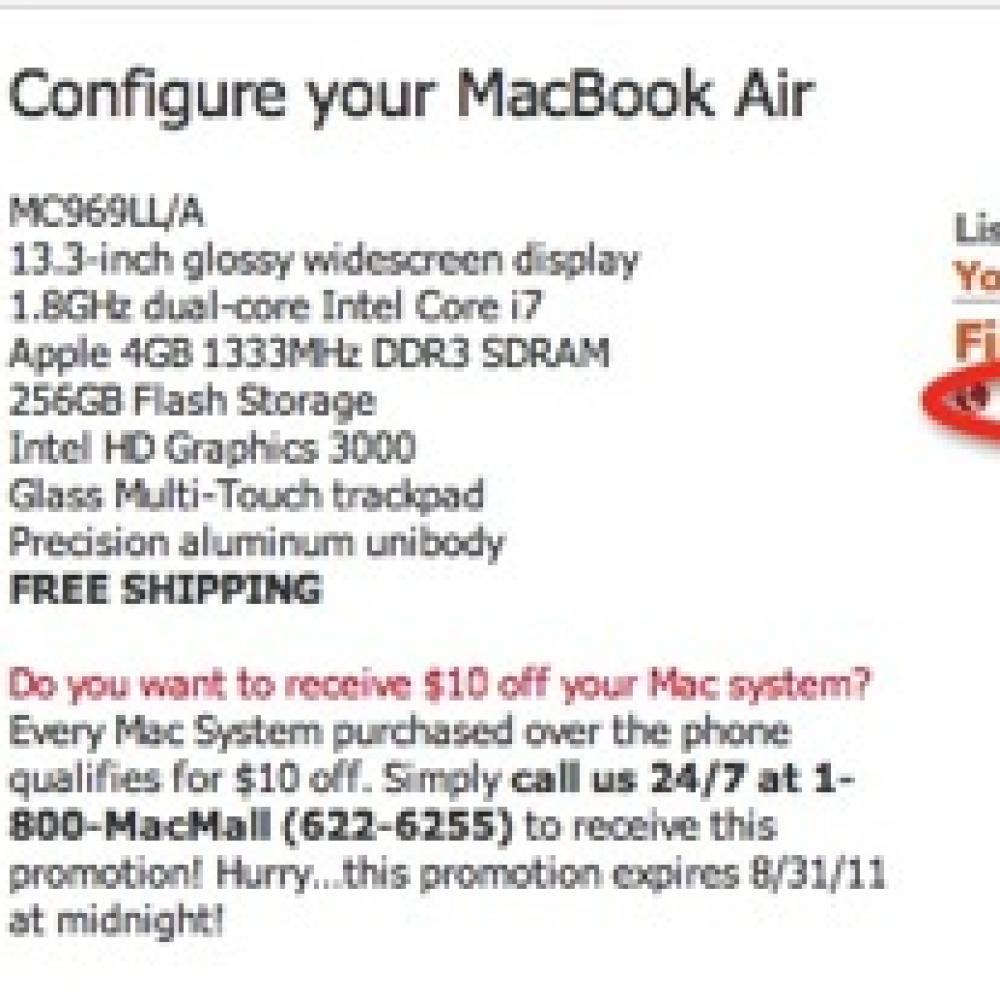 Configure your MacBook Air
MC969LL/A
13.3-inch glossy widescreen display
1.8GHz dual-core Intel Core i7
Apple 4GB 1333MHz DDR3 SDRAM
256GB Flash Storage
Intel HD Graphics 3000
Glass Multi-Touch trackpad
Precision aluminum unibody
FREE SHIPPING
Do you want to receive $10 off your Mac system?
Every Mac System purchased over the phone
qualifies for $10 off. Simply call us 24/7 at 1-
800-MacMall (622-6255) to receive this
promotion! Hurry...this promotion expires 8/31/11
at midnight!